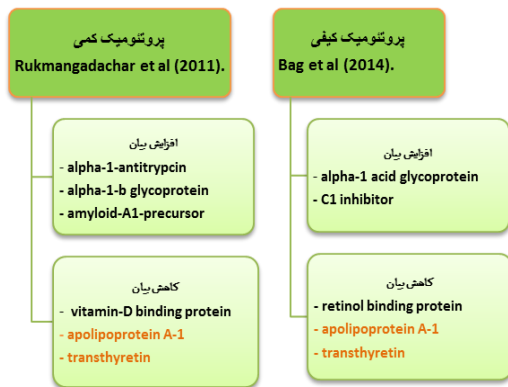 پروتئومیک کمی
Rukmangadachar et al (2011).
افزایش بیان
- alpha-1-antitrypcin
- alpha-1-b glycoprotein
- amyloid-A1-precursor
کاهش بیان
- vitamin-D binding protein
- apolipoprotein A-1
- transthyretin
پروتئومیک کیفی
Bag et al (2014).
افزایش بیان
- alpha-1 acid glycoprotein
- C1 inhibitor
کاهش بیان
- retinol binding protein
- apolipoprotein A-1
- transthyretin